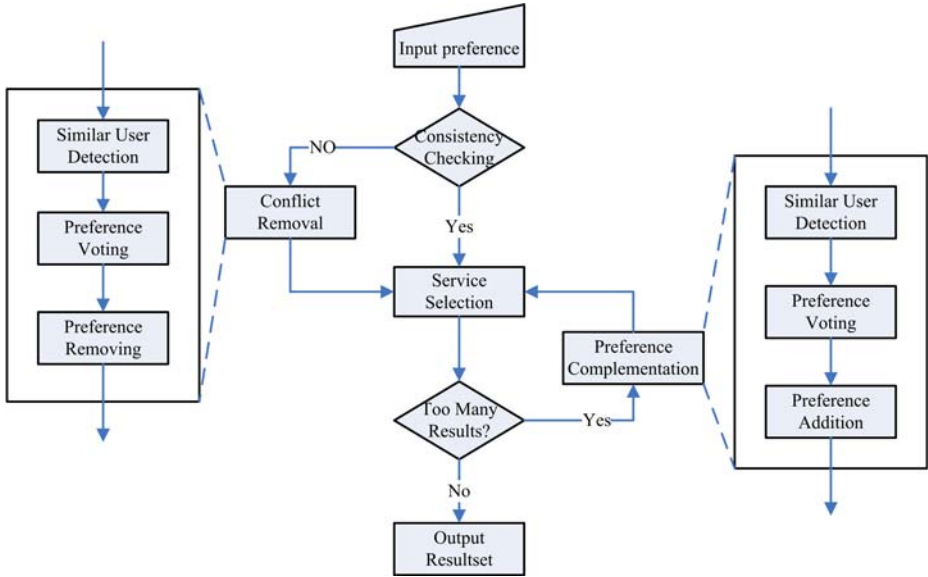 Input preference
Consistency
Checking
NO
Yes
Conflict
Removal
Similar User
Detection
Preference
Voting
Preference
Removing
Service
Selection
Too Many
Results?
Yes
No
Output
Resultset
Preference
Complementation
Similar User
Detection
Preference
Voting
Preference
Addition